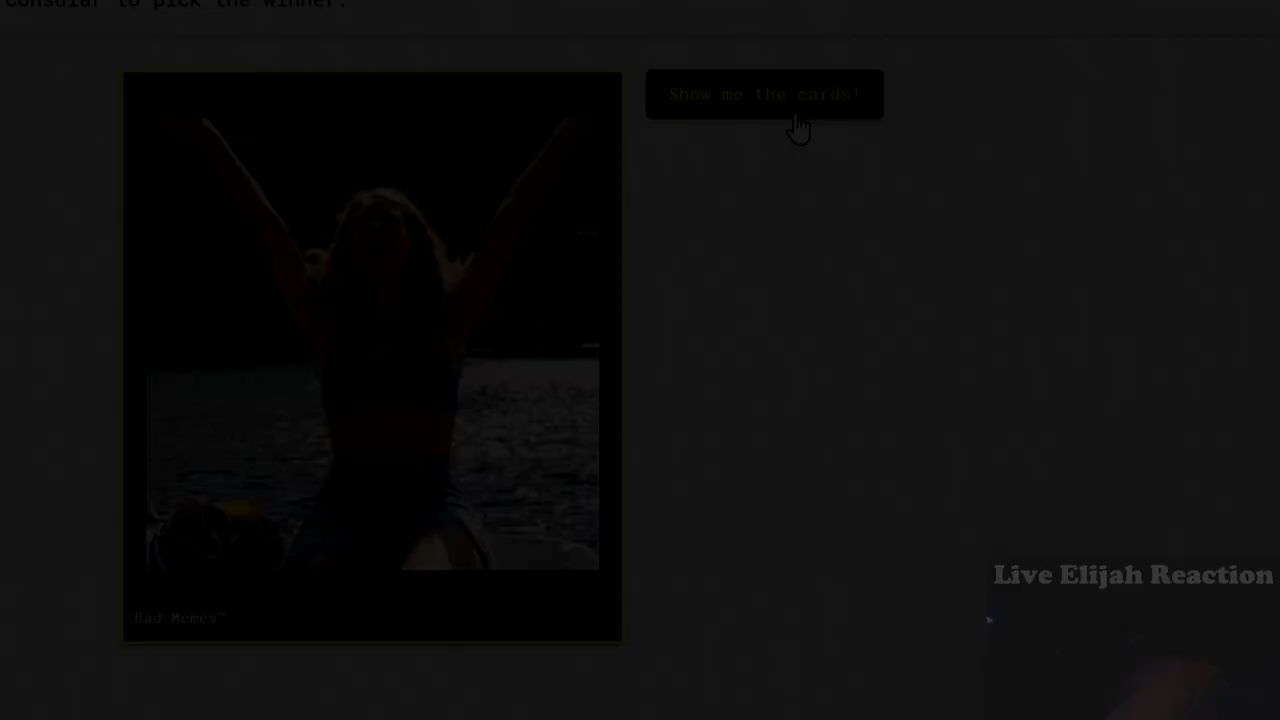 consular to pick the winner.
Show me the cards!
Live Elijah Reaction
Bad Memes™